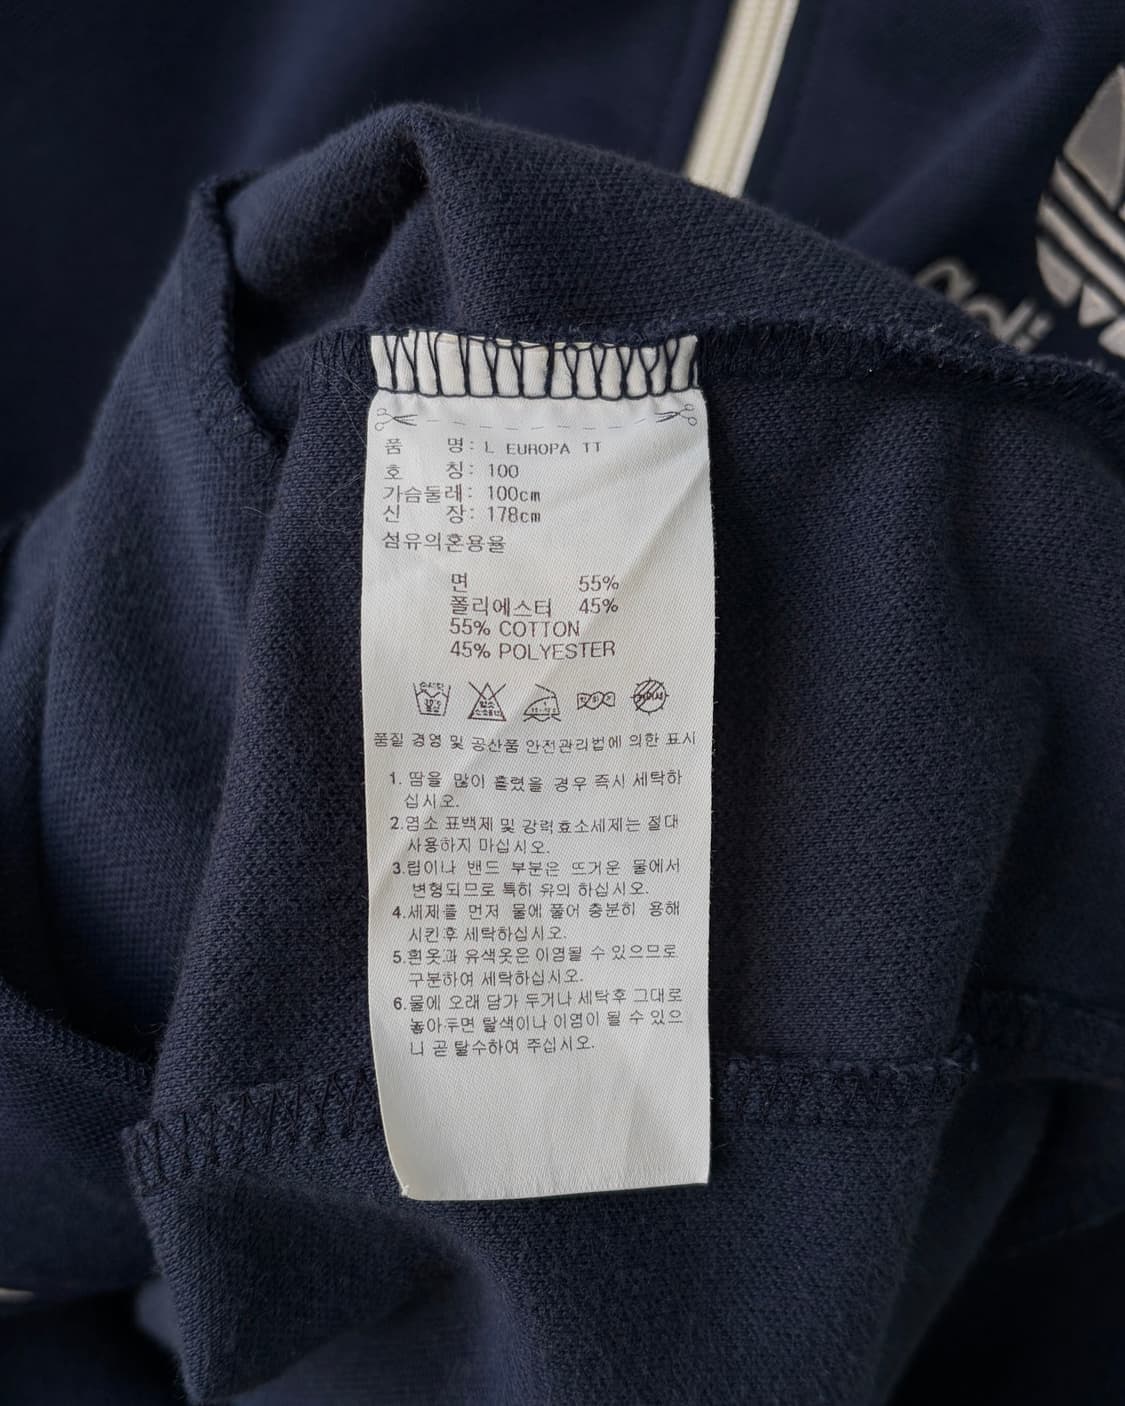 adi
품 명: L EUROPA TT
호 칭: 100
가슴둘레: 100cm
신 장: 178cm
섬유의혼용율
면 55%
폴리에스터 45%
55% COTTON
45% POLYESTER
품질 경영 및 공산품 안전관리법에 의한 표시
1. 땀을 많이 흘렸을 경우 즉시 세탁하
십시오.
2.염소 표백제 및 강력효소세제는 절대
사용하지 마십시오.
3.립이나 밴드 부분은 뜨거운 물에서
변형되므로 특히 유의 하십시오.
4.세제를 먼저 물에 풀어 충분히 용해
시킨후 세탁하십시오.
5.흰옷과 유색옷은 이염될 수 있으므로
구분하여 세탁하십시오.
6.물에 오래 담가 두거나 세탁후 그대로
놓아두면 탈색이나 이염이 될 수 있으
니 곧 탈수하여 주십시오.